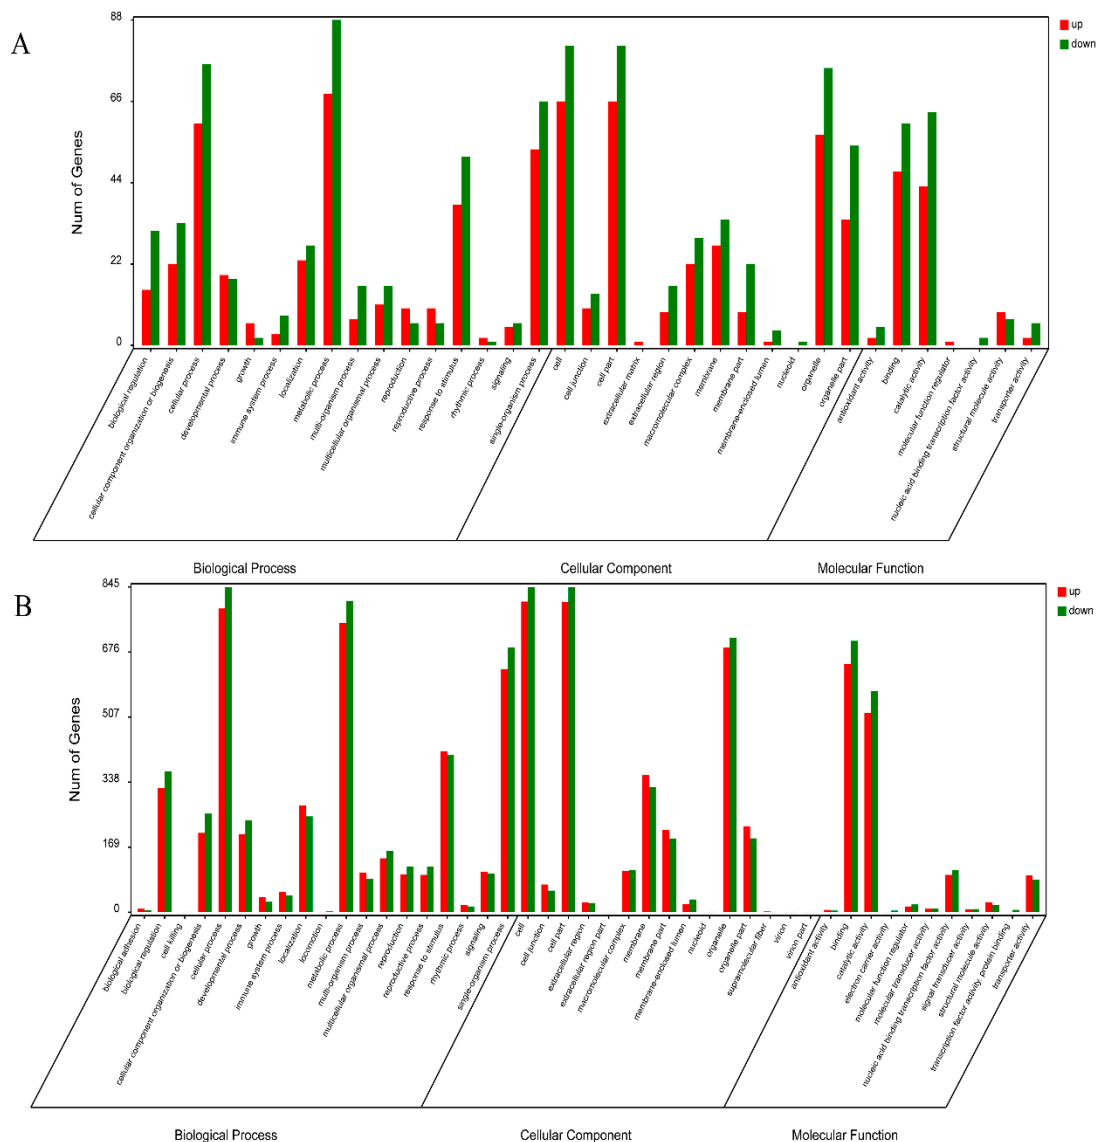 A
up
down
Num of Genes
88
66
44
22
0
biological regulation
cellular component organization or biogenesis
cellular process
developmental process
growth
immune system process
localization
metabolic process
multi-organism process
multicellular organismal process
reproduction
reproductive process
response to stimulus
rhythmic process
signaling
single-organism process
cell
cell junction
cell part
extracellular matrix
extracellular region
macromolecular complex
membrane
membrane part
membrane-enclosed lumen
nucleoid
organelle
organelle part
antioxidant activity
binding
catalytic activity
molecular function regulator
nucleic acid binding transcription factor activity
structural molecule activity
transporter activity
Biological Process
Cellular Component
Molecular Function
B
up
down
Num of Genes
845
676
507
338
169
0
biological adhesion
biological regulation
cell killing
cellular component organization or biogenesis
cellular process
developmental process
growth
immune system process
localization
locomotion
metabolic process
multi-organism process
multicellular organismal process
reproduction
reproductive process
response to stimulus
rhythmic process
signaling
single-organism process
cell
cell junction
cell part
extracellular region
extracellular region part
macromolecular complex
membrane
membrane part
membrane-enclosed lumen
nucleoid
organelle
organelle part
supramolecular fiber
virion
virion part
antioxidant activity
binding
catalytic activity
electron carrier activity
molecular function regulator
molecular transducer activity
nucleic acid binding transcription factor activity
signal transducer activity
structural molecule activity
transcription factor activity, protein binding
transporter activity
Biological Process
Cellular Component
Molecular Function